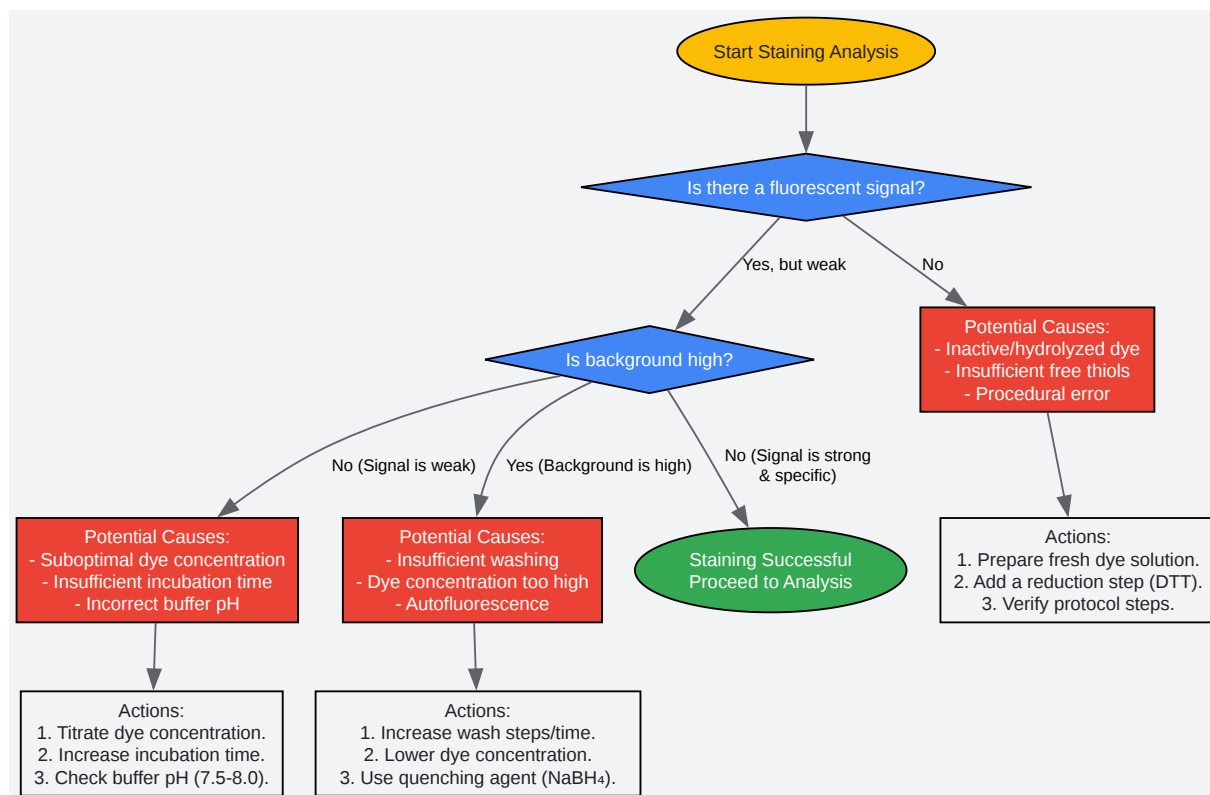 Start Staining Analysis
Is there a fluorescent signal?
Yes, but weak
No
Is background high?
Potential Causes:
- Inactive/hydrolyzed dye
- Insufficient free thiols
- Procedural error
No (Signal is weak)
Yes (Background is high)
No (Signal is strong
& specific)
Potential Causes:
- Suboptimal dye concentration
- Insufficient incubation time
- Incorrect buffer pH
Potential Causes:
- Insufficient washing
- Dye concentration too high
- Autofluorescence
Staining Successful
Proceed to Analysis
Actions:
1. Prepare fresh dye solution.
2. Add a reduction step (DTT).
3. Verify protocol steps.
Actions:
1. Titrate dye concentration.
2. Increase incubation time.
3. Check buffer pH (7.5-8.0).
Actions:
1. Increase wash steps/time.
2. Lower dye concentration.
3. Use quenching agent (NaBH₄).